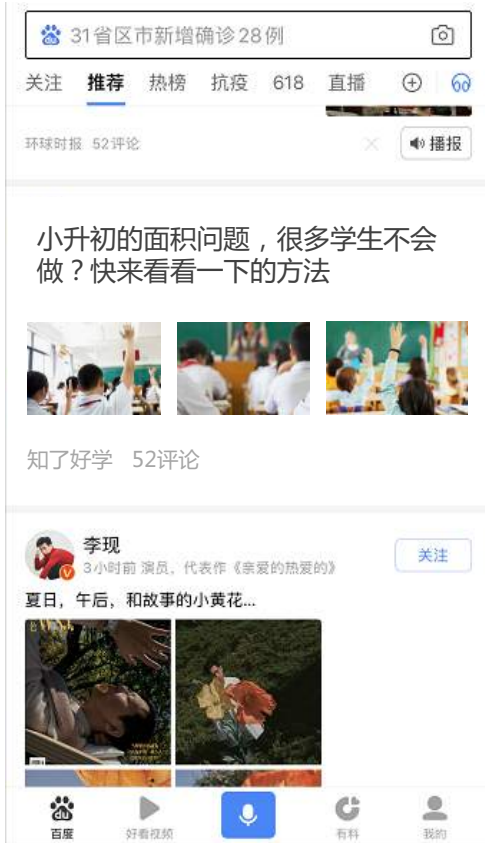 du 31省区市新增确诊28例
关注 推荐 热榜 抗疫 618 直播
环球时报 52评论 播报
小升初的面积问题，很多学生不会
做？快来看看一下的方法
知了好学 52评论
李现
3小时前 演员，代表作《亲爱的热爱的》
关注
夏日，午后，和故事的小黄花...
du
百度 好看视频 有料 我的